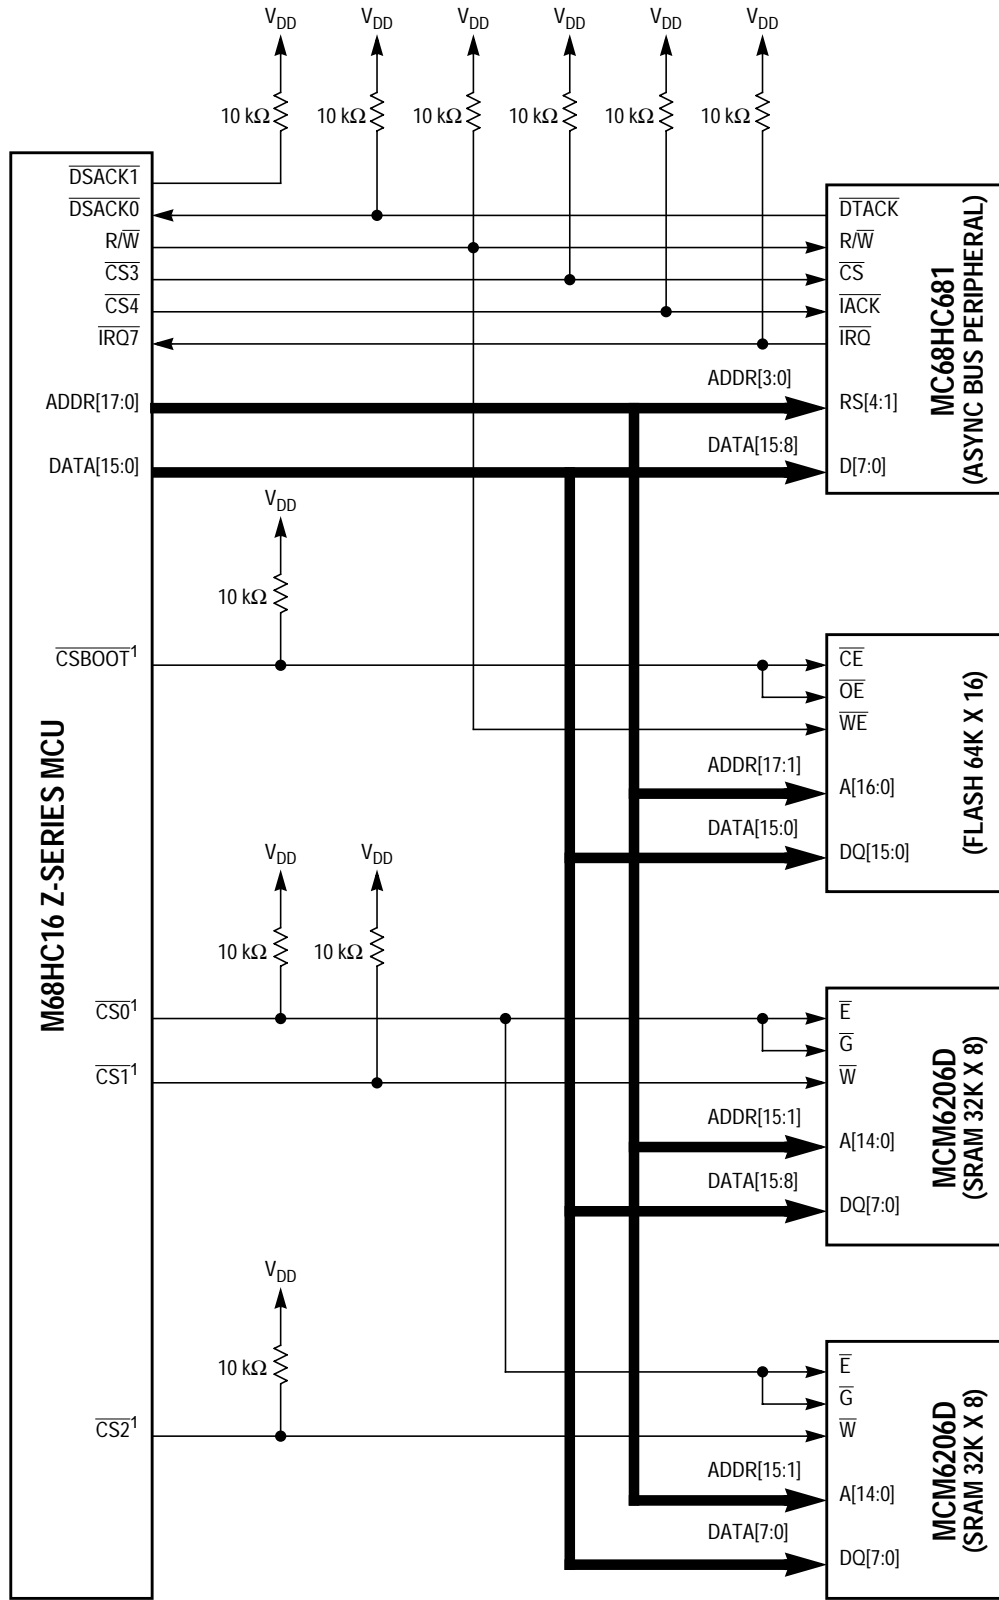 VDD VDD VDD VDD VDD VDD
10 kΩ 10 kΩ 10 kΩ 10 kΩ 10 kΩ 10 kΩ
M68HC16 Z-SERIES MCU
DSACK1
DSACK0
R/W
CS3
CS4
IRQ7
ADDR[17:0]
DATA[15:0]
CSBOOT1
CS01
CS11
CS21
VDD
10 kΩ
VDD VDD
10 kΩ 10 kΩ
VDD
10 kΩ
ADDR[3:0]
DATA[15:8]
DTACK
R/W
CS
IACK
IRQ
RS[4:1]
D[7:0]
MC68HC681
(ASYNC BUS PERIPHERAL)
ADDR[17:1]
DATA[15:0]
CE
OE
WE
A[16:0]
DQ[15:0]
(FLASH 64K X 16)
ADDR[15:1]
DATA[15:8]
E
G
W
A[14:0]
DQ[7:0]
MCM6206D
(SRAM 32K X 8)
ADDR[15:1]
DATA[7:0]
E
G
W
A[14:0]
DQ[7:0]
MCM6206D
(SRAM 32K X 8)